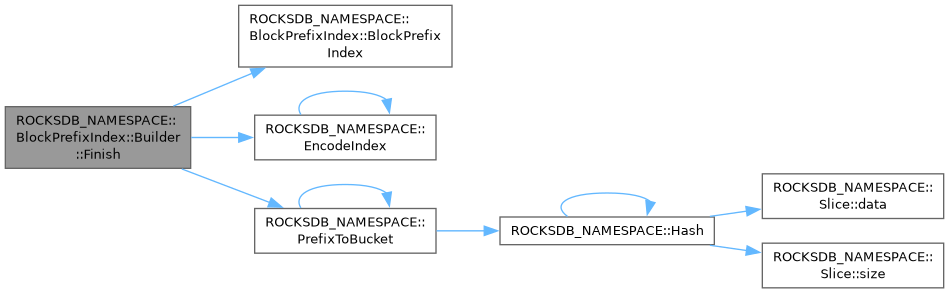 ROCKSDB_NAMESPACE::
BlockPrefixIndex::BlockPrefix
Index
ROCKSDB_NAMESPACE::
BlockPrefixIndex::Builder
::Finish
ROCKSDB_NAMESPACE::
EncodeIndex
ROCKSDB_NAMESPACE::
PrefixToBucket
ROCKSDB_NAMESPACE::Hash
ROCKSDB_NAMESPACE::
Slice::data
ROCKSDB_NAMESPACE::
Slice::size